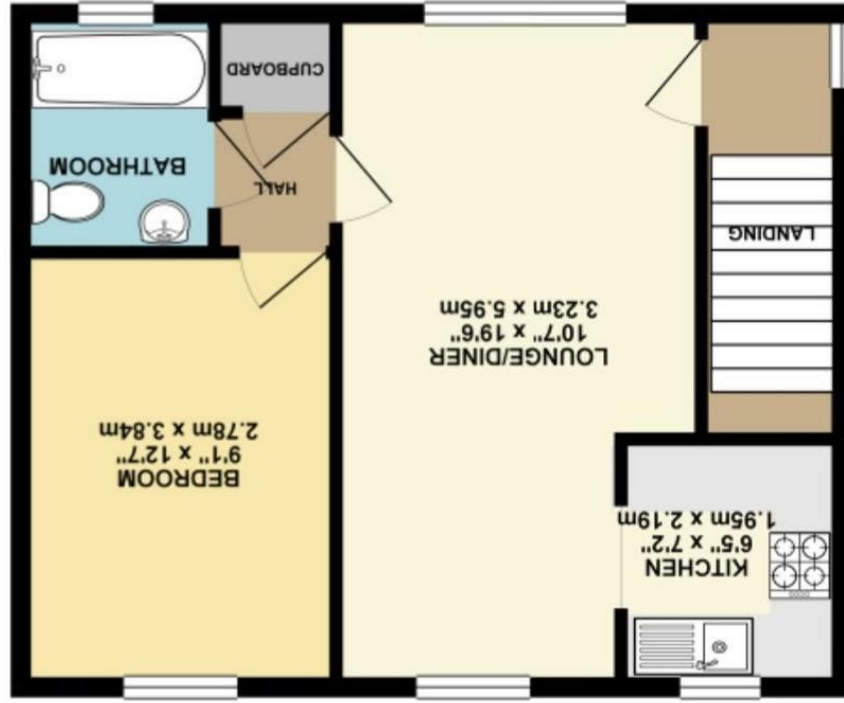 KITCHEN
6'5" x 7'2"
1.95m x 2.19m
BEDROOM
9'1" x 12'7"
2.78m x 3.84m
LOUNGE/DINER
10'7" x 19'6"
3.23m x 5.95m
LANDING
HALL
BATHROOM
CUPBOARD